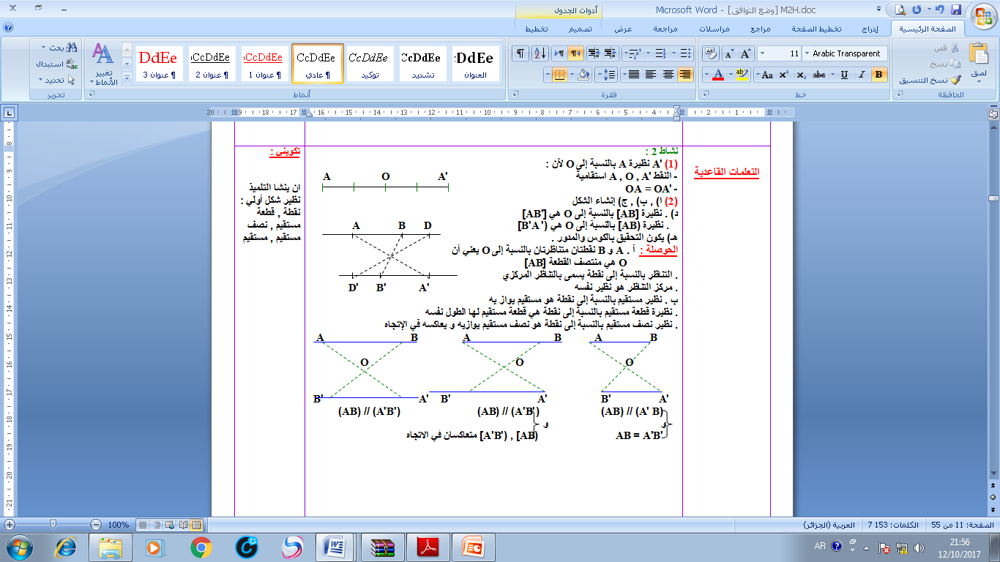 أدوات الجدول
M2H.doc [وضع التوافق] - Microsoft Word
الصفحة الرئيسية
إدراج
تخطيط الصفحة
مراجع
مراسلات
مراجعة
عرض
تصميم
تخطيط
لصق
قص
نسخ
نسخ التنسيق
الحافظة
Arabic Transparent
11
خط
فقرة
العنوان
تشديد
توكيد
¶ عادي
¶ عنوان 1
¶ عنوان 2
¶ عنوان 3
تغيير الأنماط
أنماط
بحث
استبدال
تحديد
تحرير
التعلمات القاعدية
نشاط 2 :
(1) A' نظيرة A بالنسبة إلى O لأن :
- النقط A , O , A' استقامية
- OA = OA'
(2) ا) , ب) , ج) إنشاء الشكل
د) . نظيرة [AB] بالنسبة إلى O هي [AB']
. نظيرة (AB] بالنسبة إلى O هي (B'A ']
هـ) يكون التحقيق بالكوس والمدور .
الحوصلة : أ . A و B نقطتان متناظرتان بالنسبة إلى O يعني أن
O هي منتصف القطعة [AB]
. التناظر بالنسبة إلى نقطة يسمى بالتناظر المركزي
. مركز التناظر هو نظير نفسه
ب . نظير مستقيم بالنسبة إلى نقطة هو مستقيم يوازيه
. نظيرة قطعة مستقيم بالنسبة إلى نقطة هي قطعة مستقيم لها الطول نفسه
. نظير نصف مستقيم بالنسبة إلى نقطة هو نصف مستقيم يوازيه و يعاكسه في الإتجاه
A O A'
A B D
D' B' A'
A B A B A B
O O O
B' A' B' A' B' A'
(AB) // (A'B') (AB) // (A'B') (AB) // (A' B)
و و
[A'B') , [AB) متعاكسان في الاتجاه
AB = A'B'
تكويني :
ان ينشا التلميذ
نظير شكل أولي :
نقطة , قطعة
مستقيم , نصف
مستقيم , مستقيم
الصفحة: 11 من 55
الكلمات: 153 7
العربية (الجزائر)
100%
AR
21:56
12/10/2017